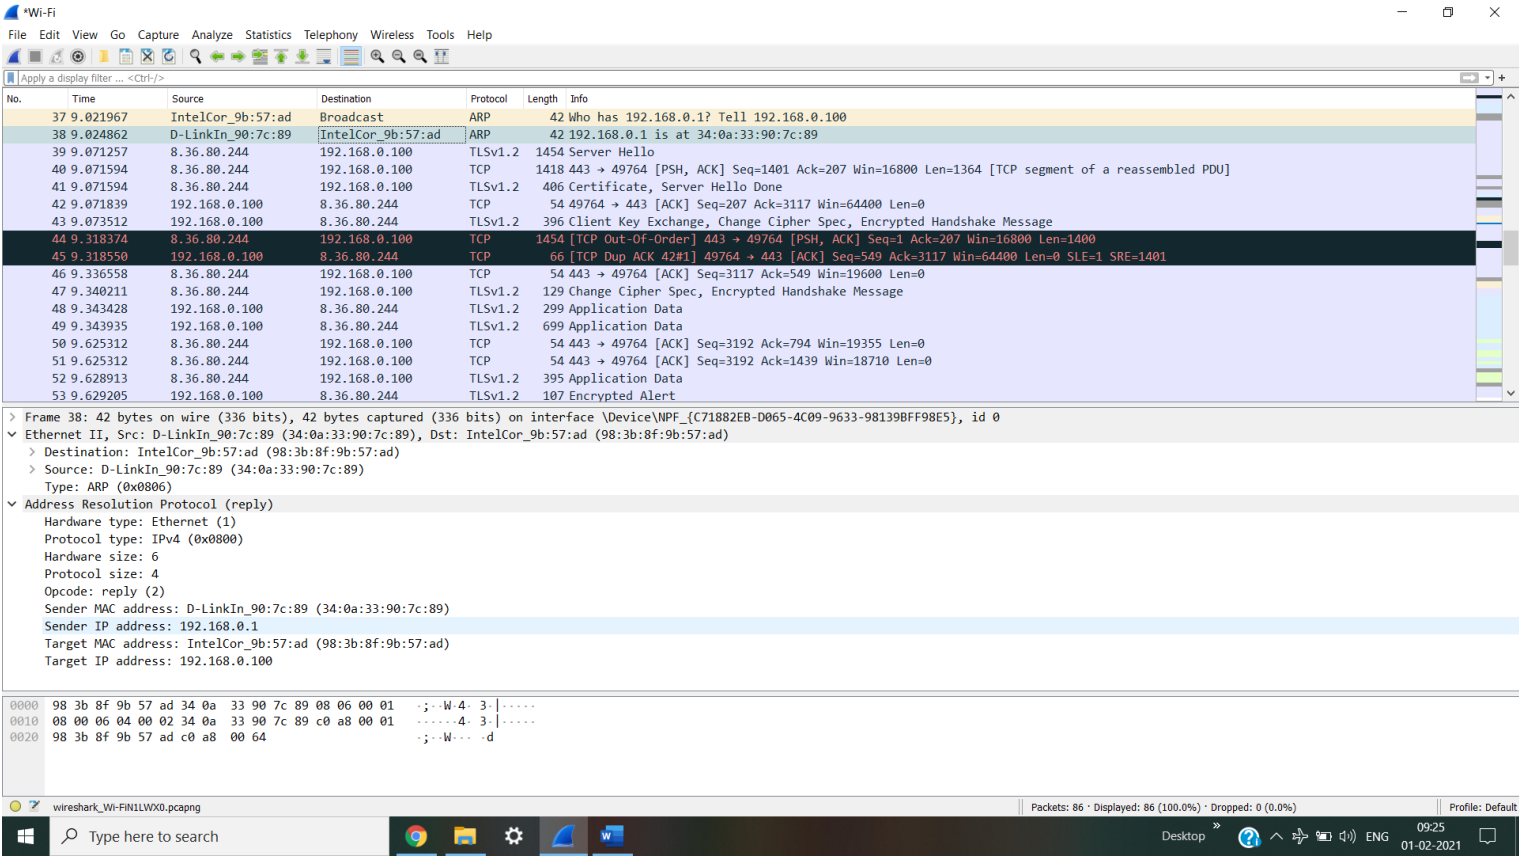 *Wi-Fi
File Edit View Go Capture Analyze Statistics Telephony Wireless Tools Help
Apply a display filter ... <Ctrl-/>
No. Time Source Destination Protocol Length Info
37 9.021967 IntelCor_9b:57:ad Broadcast ARP 42 Who has 192.168.0.1? Tell 192.168.0.100
38 9.024862 D-LinkIn_90:7c:89 IntelCor_9b:57:ad ARP 42 192.168.0.1 is at 34:0a:33:90:7c:89
39 9.071257 8.36.80.244 192.168.0.100 TLSv1.2 1454 Server Hello
40 9.071594 8.36.80.244 192.168.0.100 TCP 1418 443 → 49764 [PSH, ACK] Seq=1401 Ack=207 Win=16800 Len=1364 [TCP segment of a reassembled PDU]
41 9.071594 8.36.80.244 192.168.0.100 TLSv1.2 406 Certificate, Server Hello Done
42 9.071839 192.168.0.100 8.36.80.244 TCP 54 49764 → 443 [ACK] Seq=207 Ack=3117 Win=64400 Len=0
43 9.073512 192.168.0.100 8.36.80.244 TLSv1.2 396 Client Key Exchange, Change Cipher Spec, Encrypted Handshake Message
44 9.318374 8.36.80.244 192.168.0.100 TCP 1454 [TCP Out-Of-Order] 443 → 49764 [PSH, ACK] Seq=1 Ack=207 Win=16800 Len=1400
45 9.318550 192.168.0.100 8.36.80.244 TCP 66 [TCP Dup ACK 42#1] 49764 → 443 [ACK] Seq=549 Ack=3117 Win=64400 Len=0 SLE=1 SRE=1401
46 9.336558 8.36.80.244 192.168.0.100 TCP 54 443 → 49764 [ACK] Seq=3117 Ack=549 Win=19600 Len=0
47 9.340211 8.36.80.244 192.168.0.100 TLSv1.2 129 Change Cipher Spec, Encrypted Handshake Message
48 9.343428 192.168.0.100 8.36.80.244 TLSv1.2 299 Application Data
49 9.343935 192.168.0.100 8.36.80.244 TLSv1.2 699 Application Data
50 9.625312 8.36.80.244 192.168.0.100 TCP 54 443 → 49764 [ACK] Seq=3192 Ack=794 Win=19355 Len=0
51 9.625312 8.36.80.244 192.168.0.100 TCP 54 443 → 49764 [ACK] Seq=3192 Ack=1439 Win=18710 Len=0
52 9.628913 8.36.80.244 192.168.0.100 TLSv1.2 395 Application Data
53 9.629205 192.168.0.100 8.36.80.244 TLSv1.2 107 Encrypted Alert
Frame 38: 42 bytes on wire (336 bits), 42 bytes captured (336 bits) on interface \Device\NPF_{C71882EB-D065-4C09-9633-98139BFF98E5}, id 0
Ethernet II, Src: D-LinkIn_90:7c:89 (34:0a:33:90:7c:89), Dst: IntelCor_9b:57:ad (98:3b:8f:9b:57:ad)
Destination: IntelCor_9b:57:ad (98:3b:8f:9b:57:ad)
Source: D-LinkIn_90:7c:89 (34:0a:33:90:7c:89)
Type: ARP (0x0806)
Address Resolution Protocol (reply)
Hardware type: Ethernet (1)
Protocol type: IPv4 (0x0800)
Hardware size: 6
Protocol size: 4
Opcode: reply (2)
Sender MAC address: D-LinkIn_90:7c:89 (34:0a:33:90:7c:89)
Sender IP address: 192.168.0.1
Target MAC address: IntelCor_9b:57:ad (98:3b:8f:9b:57:ad)
Target IP address: 192.168.0.100
0000 98 3b 8f 9b 57 ad 34 0a 33 90 7c 89 08 06 00 01 ·;··W·4· 3·|·····
0010 08 00 06 04 00 02 34 0a 33 90 7c 89 c0 a8 00 01 ······4· 3·|·····
0020 98 3b 8f 9b 57 ad c0 a8 00 64 ·;··W··· ·d
wireshark_Wi-FiN1LWX0.pcapng Packets: 86 · Displayed: 86 (100.0%) · Dropped: 0 (0.0%) Profile: Default
Type here to search Desktop » ENG 09:25
01-02-2021